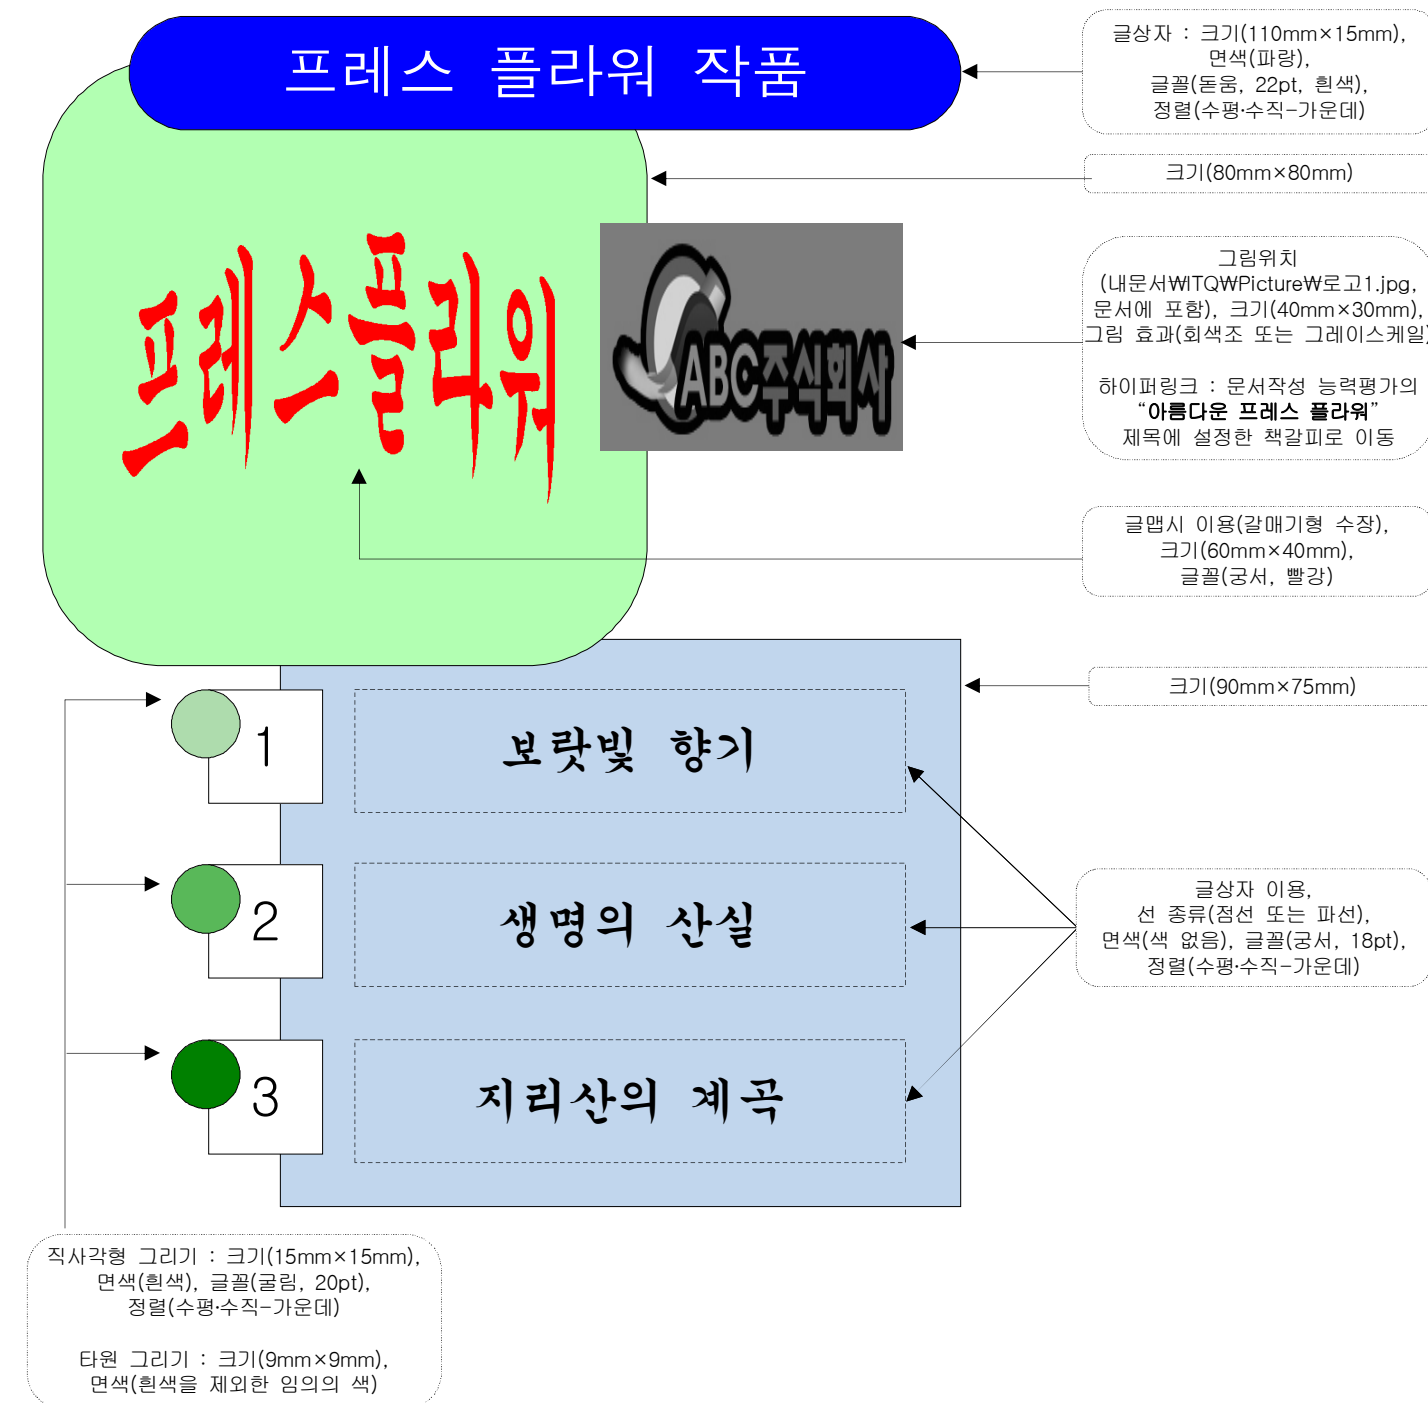 프레스 플라워 작품
글상자 : 크기(110mm×15mm),
면색(파랑),
글꼴(돋움, 22pt, 흰색),
정렬(수평·수직-가운데)
크기(80mm×80mm)
프레스플라워
ABC주식회사
그림위치
(내문서₩ITQ₩Picture₩로고1.jpg,
문서에 포함), 크기(40mm×30mm),
그림 효과(회색조 또는 그레이스케일)
하이퍼링크 : 문서작성 능력평가의
“아름다운 프레스 플라워”
제목에 설정한 책갈피로 이동
글맵시 이용(갈매기형 수장),
크기(60mm×40mm),
글꼴(궁서, 빨강)
크기(90mm×75mm)
1
보랏빛 향기
2
생명의 산실
3
지리산의 계곡
글상자 이용,
선 종류(점선 또는 파선),
면색(색 없음), 글꼴(궁서, 18pt),
정렬(수평·수직-가운데)
직사각형 그리기 : 크기(15mm×15mm),
면색(흰색), 글꼴(굴림, 20pt),
정렬(수평·수직-가운데)
타원 그리기 : 크기(9mm×9mm),
면색(흰색을 제외한 임의의 색)